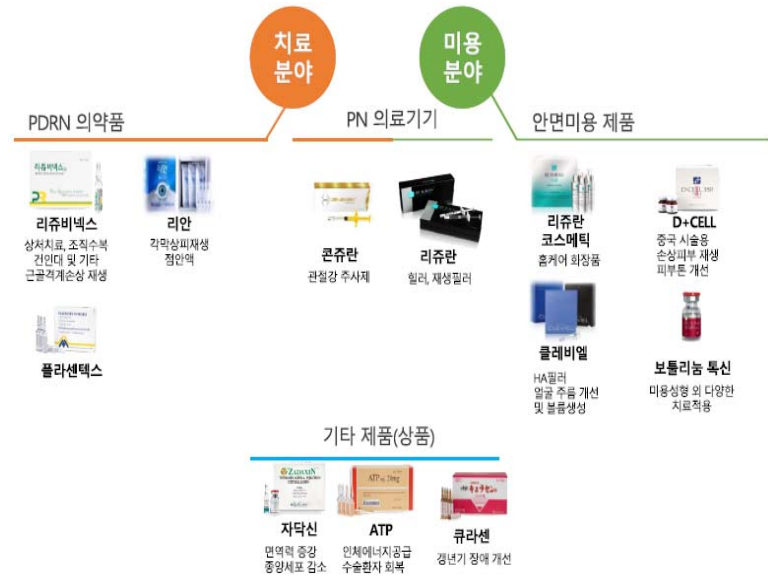 치료
분야
미용
분야
PDRN 의약품
PN 의료기기
안면미용 제품
리쥬비넥스
리쥬비넥스
상처치료, 조직수복
건인대 및 기타
근골격계손상 재생
리안
각막상피재생
점안액
콘쥬란
관절강 주사제
리쥬란
힐러, 재생필러
리쥬란
코스메틱
홈케어 화장품
D+CELL
중국 시술용
손상피부 재생
피부톤 개선
플라센텍스
클레비엘
HA필러
얼굴 주름 개선
및 볼륨생성
보툴리눔 톡신
미용성형 외 다양한
치료적용
기타 제품(상품)
ZADAXIN
자닥신
면역력 증강
종양세포 감소
ATP
인체에너지공급
수술환자 회복
큐라센
갱년기 장애 개선